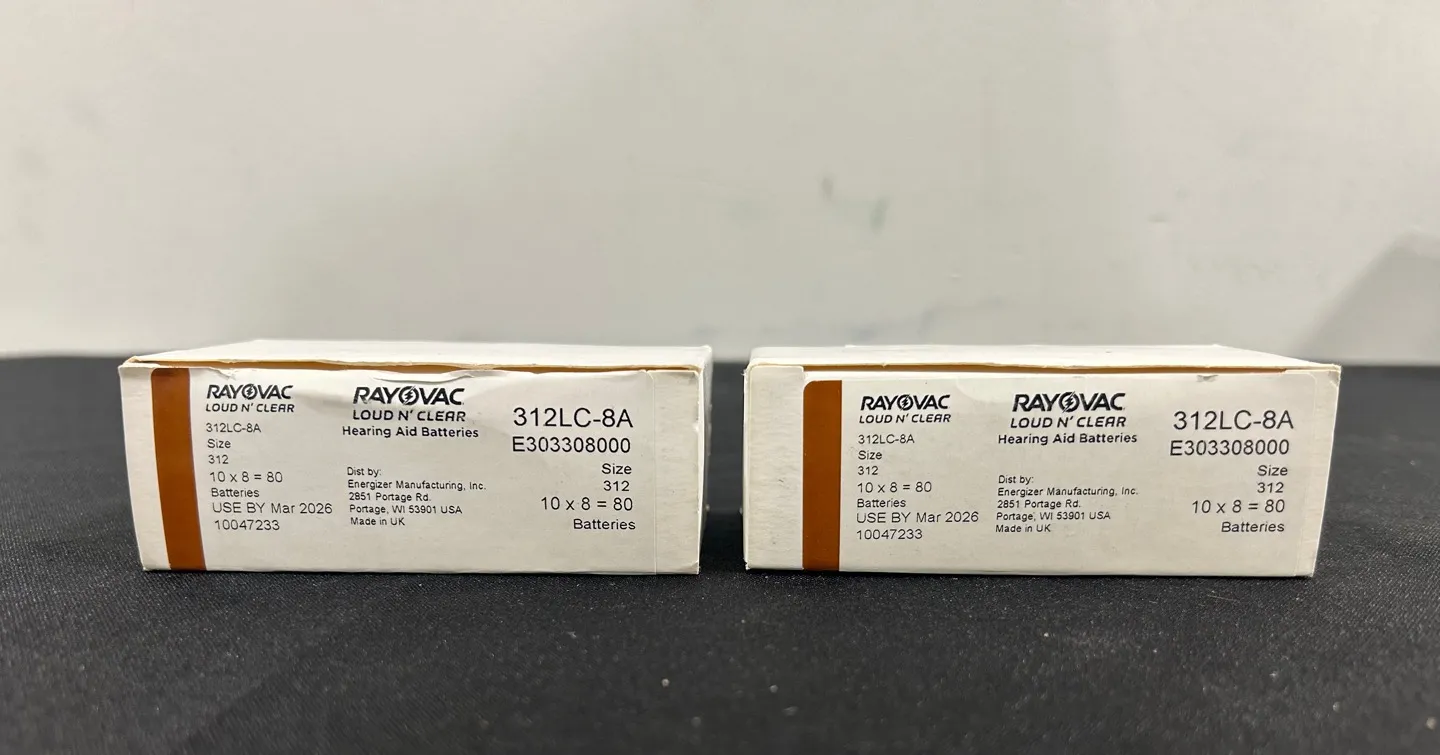 RAYOVAC
LOUD N' CLEAR
312LC-8A
Size
312
10 x 8 = 80
Batteries
USE BY Mar 2026
10047233
RAYOVAC
LOUD N' CLEAR
Hearing Aid Batteries
Dist by:
Energizer Manufacturing, Inc.
2851 Portage Rd.
Portage, WI 53901 USA
Made in UK
312LC-8A
E303308000
Size
312
10 x 8 = 80
Batteries
RAYOVAC
LOUD N' CLEAR
312LC-8A
Size
312
10 x 8 = 80
Batteries
USE BY Mar 2026
10047233
RAYOVAC
LOUD N' CLEAR
Hearing Aid Batteries
Dist by:
Energizer Manufacturing, Inc.
2851 Portage Rd.
Portage, WI 53901 USA
Made in UK
312LC-8A
E303308000
Size
312
10 x 8 = 80
Batteries